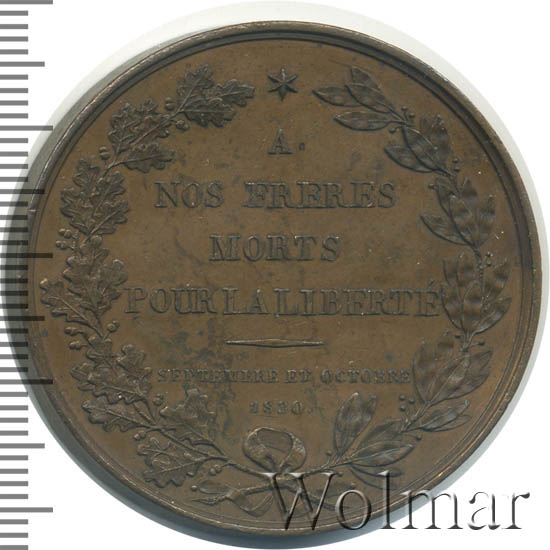 A.
NOS FRERES
MORTS
POUR LA LIBERTÉ
SEPTEMBRE ET OCTOBRE
1830.
Wolmar